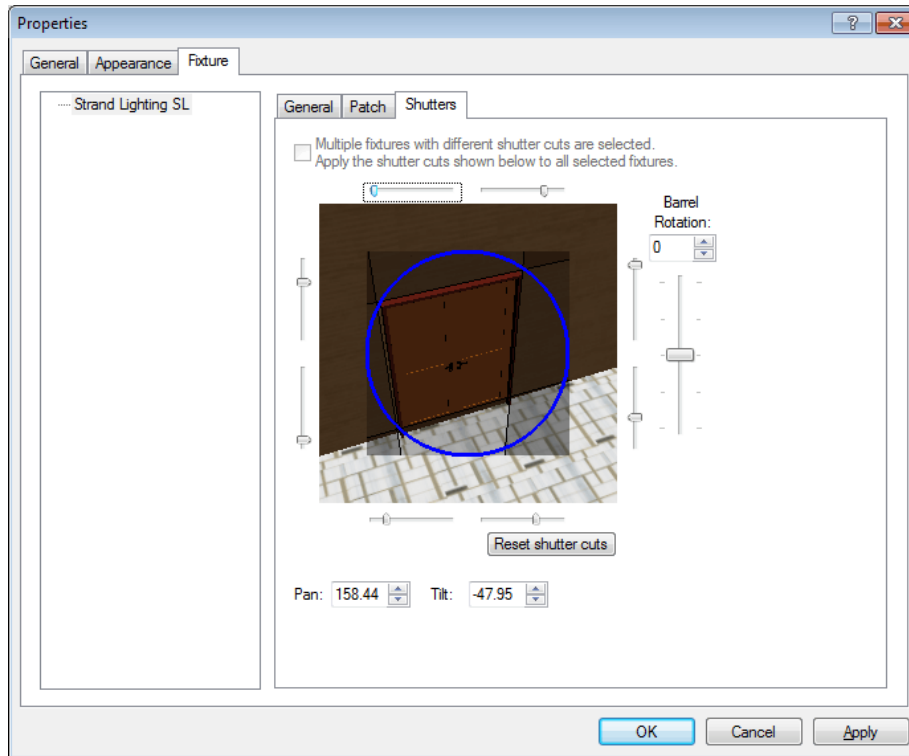 Properties
General Appearance Fixture
Strand Lighting SL
General Patch Shutters
Multiple fixtures with different shutter cuts are selected.
Apply the shutter cuts shown below to all selected fixtures.
Barrel
Rotation:
0
Reset shutter cuts
Pan: 158.44 Tilt: -47.95
OK Cancel Apply